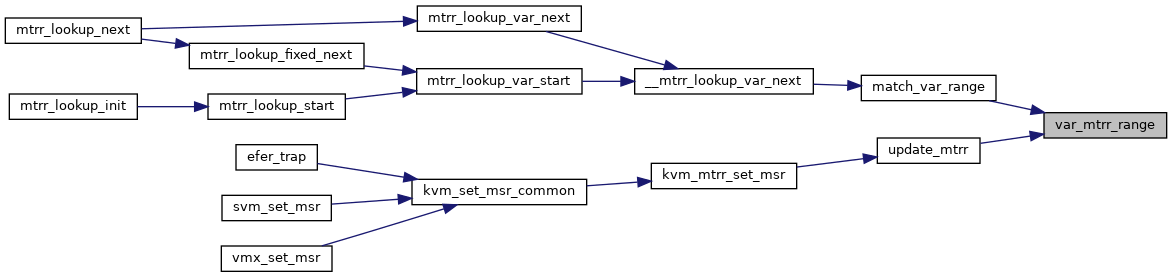 mtrr_lookup_next
mtrr_lookup_var_next
mtrr_lookup_fixed_next
mtrr_lookup_var_start
__mtrr_lookup_var_next
match_var_range
mtrr_lookup_init
mtrr_lookup_start
var_mtrr_range
efer_trap
update_mtrr
kvm_set_msr_common
kvm_mtrr_set_msr
svm_set_msr
vmx_set_msr